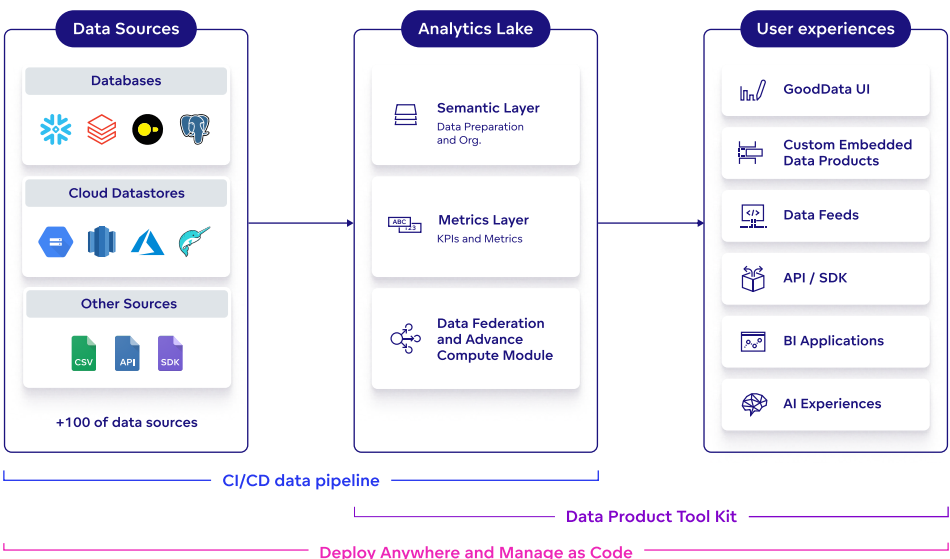 Data Sources
Databases
Cloud Datastores
Other Sources
CSV
API
SDK
+100 of data sources
Analytics Lake
Semantic Layer
Data Preparation
and Org.
ABC
123
Metrics Layer
KPIs and Metrics
Data Federation
and Advance
Compute Module
User experiences
GoodData UI
Custom Embedded
Data Products
</>
Data Feeds
API / SDK
BI Applications
AI Experiences
CI/CD data pipeline
Data Product Tool Kit
Deploy Anywhere and Manage as Code